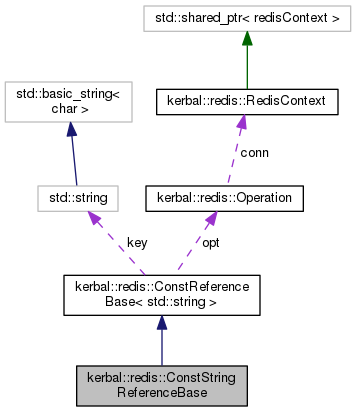 std::shared_ptr< redisContext >
std::basic_string<
char >
kerbal::redis::RedisContext
conn
std::string
kerbal::redis::Operation
key
opt
kerbal::redis::ConstReference
Base< std::string >
kerbal::redis::ConstString
ReferenceBase